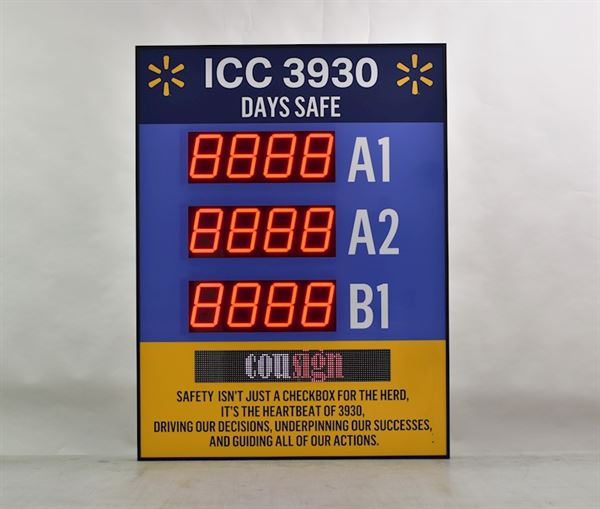 ICC 3930
DAYS SAFE
8888 A1
8888 A2
8888 B1
cousign
SAFETY ISN'T JUST A CHECKBOX FOR THE HERD,
IT'S THE HEARTBEAT OF 3930,
DRIVING OUR DECISIONS, UNDERPINNING OUR SUCCESSES,
AND GUIDING ALL OF OUR ACTIONS.